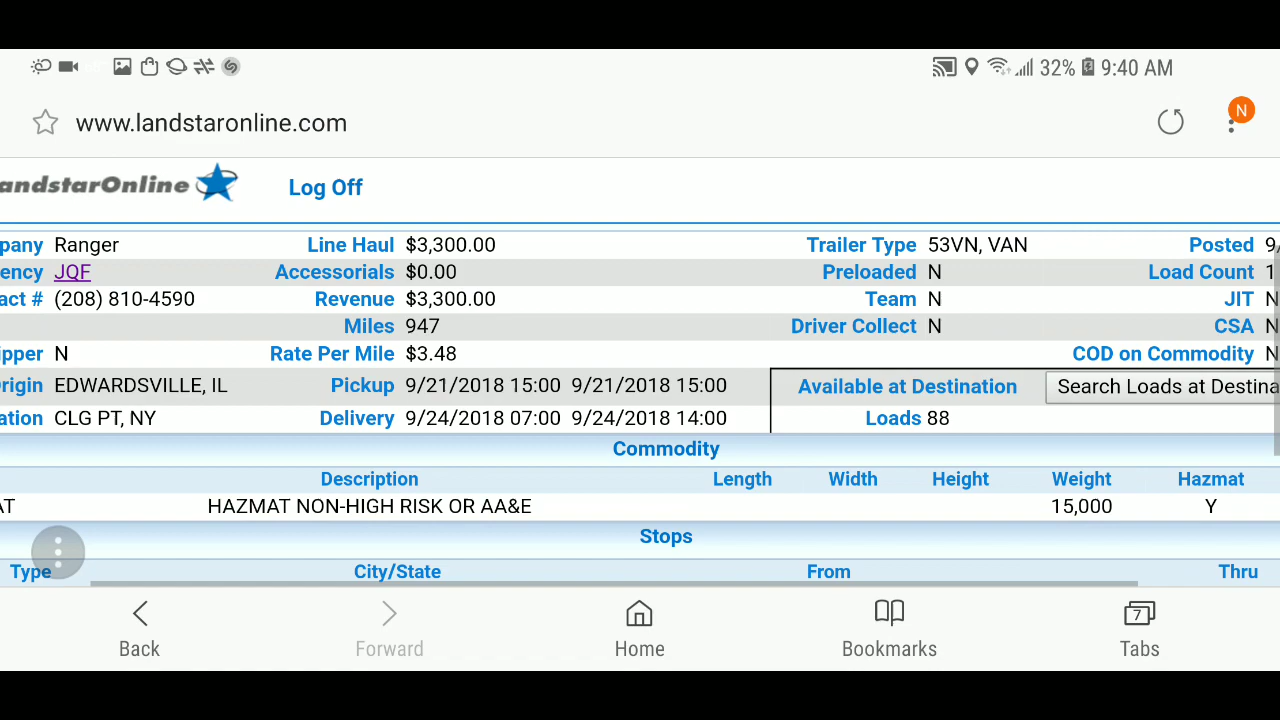 32% 9:40 AM
www.landstaronline.com
N
andstarOnline Log Off
pany Ranger Line Haul $3,300.00 Trailer Type 53VN, VAN Posted 9/
ency JQF Accessorials $0.00 Preloaded N Load Count 1
act # (208) 810-4590 Revenue $3,300.00 Team N JIT N
Miles 947 Driver Collect N CSA N
ipper N Rate Per Mile $3.48 COD on Commodity N
Origin EDWARDSVILLE, IL Pickup 9/21/2018 15:00 9/21/2018 15:00 Available at Destination Search Loads at Destina
ation CLG PT, NY Delivery 9/24/2018 07:00 9/24/2018 14:00 Loads 88
Commodity
Description Length Width Height Weight Hazmat
AT HAZMAT NON-HIGH RISK OR AA&E 15,000 Y
Stops
Type City/State From Thru
7
Back Forward Home Bookmarks Tabs